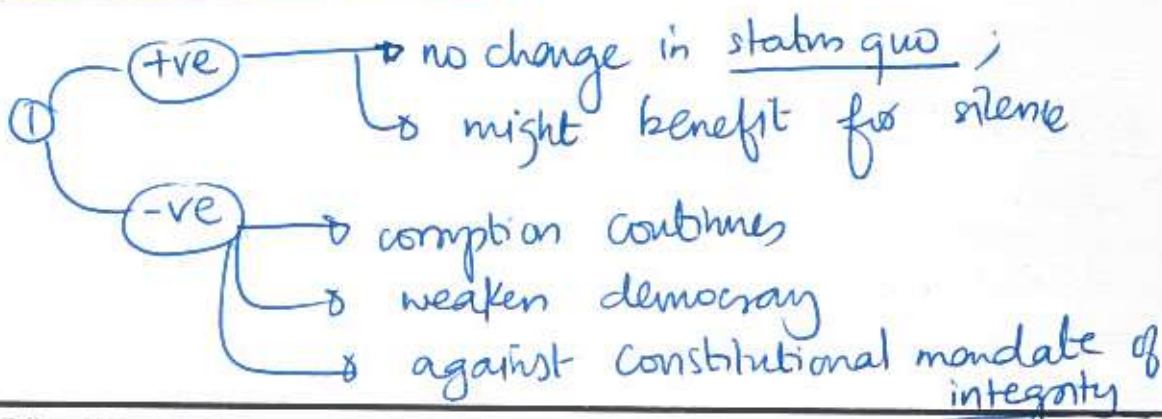 ①
+ve
no change in status quo ;
might benefit for silence
-ve
corruption continues
weaken democracy
against constitutional mandate of
integrity